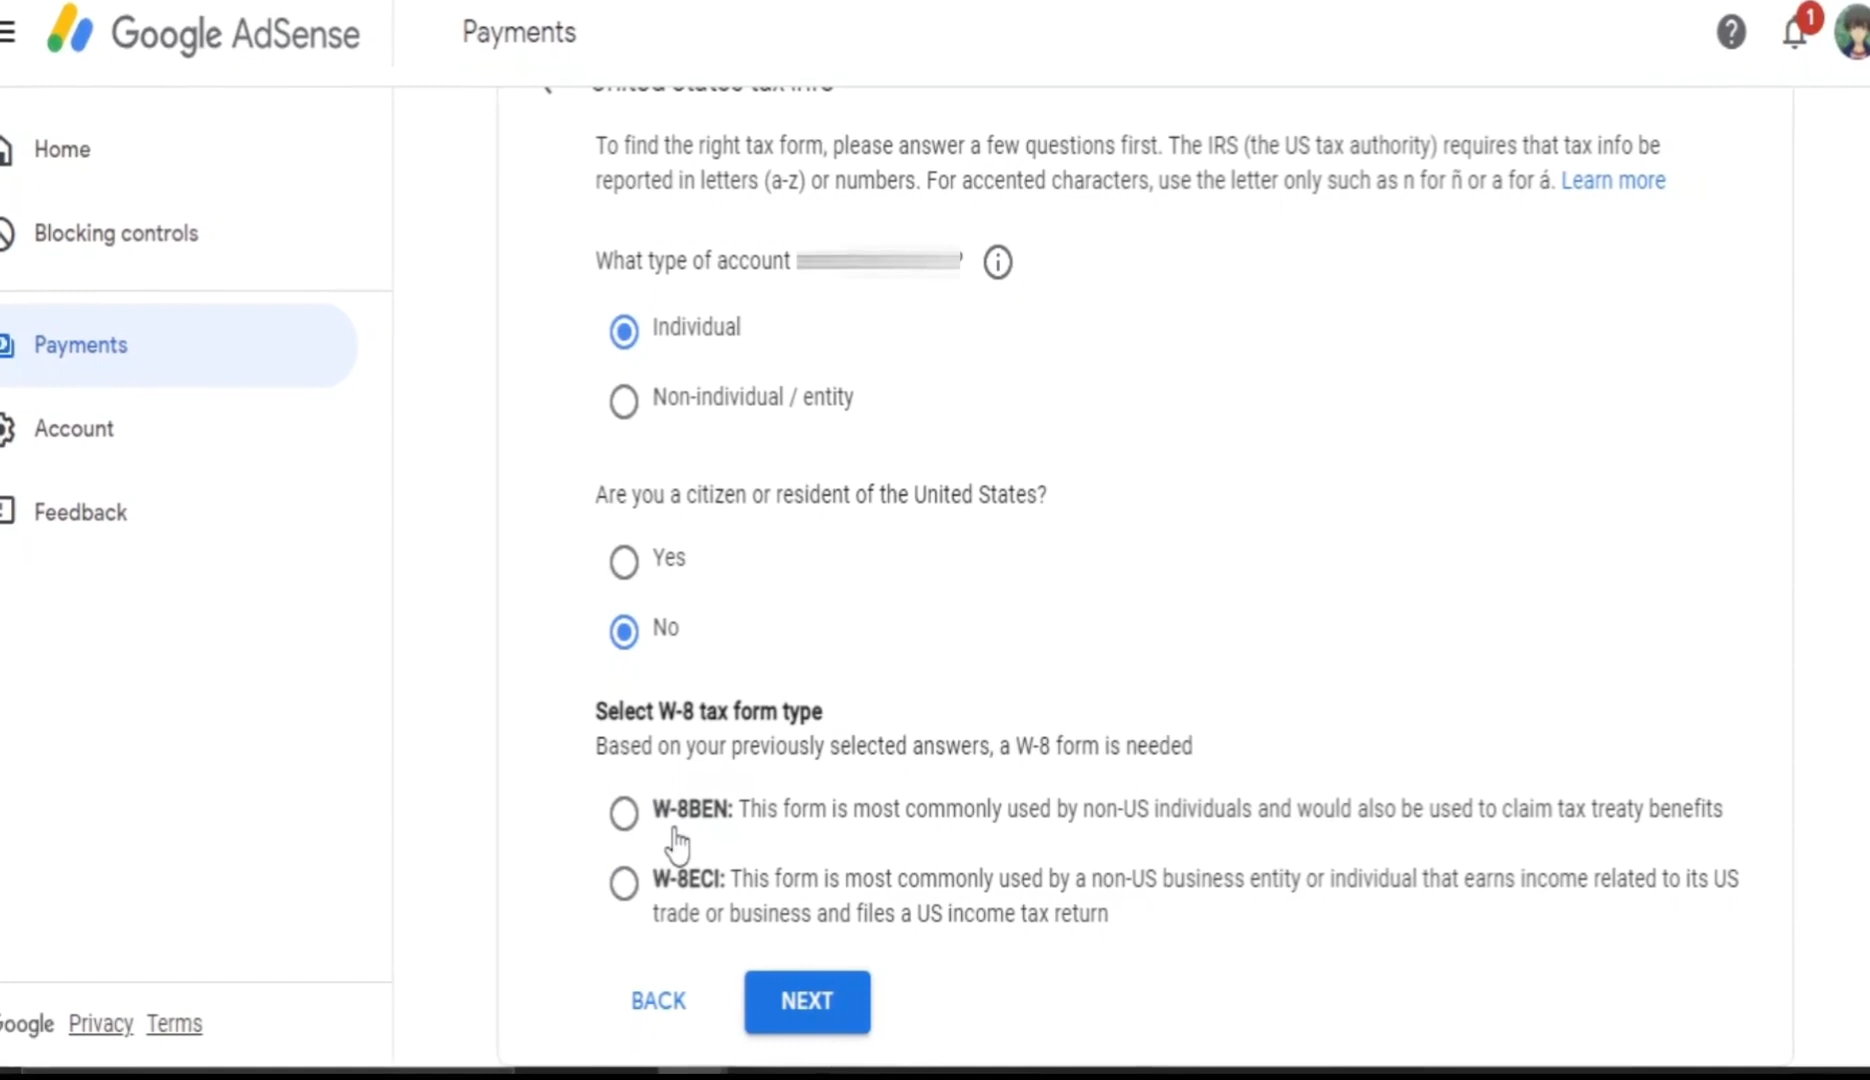 Google AdSense
Payments
1
Home
Blocking controls
Payments
Account
Feedback
Google Privacy Terms
United States tax info
To find the right tax form, please answer a few questions first. The IRS (the US tax authority) requires that tax info be
reported in letters (a-z) or numbers. For accented characters, use the letter only such as n for ñ or a for á. Learn more
What type of account
Individual
Non-individual / entity
Are you a citizen or resident of the United States?
Yes
No
Select W-8 tax form type
Based on your previously selected answers, a W-8 form is needed
W-8BEN: This form is most commonly used by non-US individuals and would also be used to claim tax treaty benefits
W-8ECI: This form is most commonly used by a non-US business entity or individual that earns income related to its US
trade or business and files a US income tax return
BACK
NEXT